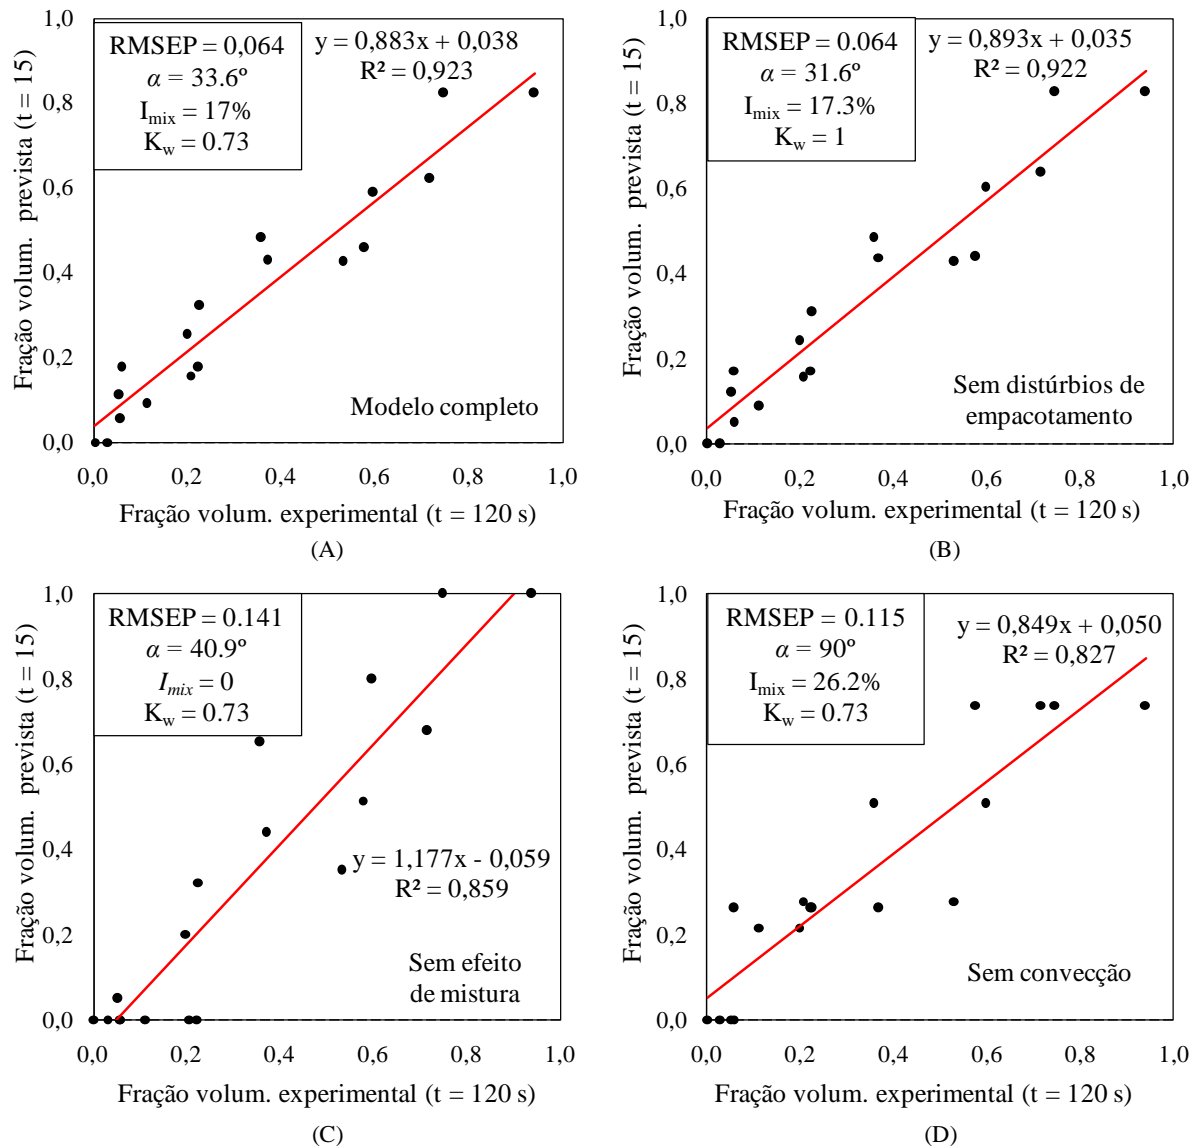 Fração volum. prevista (t = 15)
1,0
0,8
0,6
0,4
0,2
0,0
RMSEP = 0,064
α = 33.6º
Imix = 17%
Kw = 0.73
y = 0,883x + 0,038
R² = 0,923
Modelo completo
0,0 0,2 0,4 0,6 0,8 1,0
Fração volum. experimental (t = 120 s)
(A)
Fração volum. prevista (t = 15)
1,0
0,8
0,6
0,4
0,2
0,0
RMSEP = 0.064
α = 31.6º
Imix = 17.3%
Kw = 1
y = 0,893x + 0,035
R² = 0,922
Sem distúrbios de
empacotamento
0,0 0,2 0,4 0,6 0,8 1,0
Fração volum. experimental (t = 120 s)
(B)
Fração volum. prevista (t = 15)
1,0
0,8
0,6
0,4
0,2
0,0
RMSEP = 0.141
α = 40.9º
Imix = 0
Kw = 0.73
y = 1,177x - 0,059
R² = 0,859
Sem efeito
de mistura
0,0 0,2 0,4 0,6 0,8 1,0
Fração volum. experimental (t = 120 s)
(C)
Fração volum. prevista (t = 15)
1,0
0,8
0,6
0,4
0,2
0,0
RMSEP = 0.115
α = 90º
Imix = 26.2%
Kw = 0.73
y = 0,849x + 0,050
R² = 0,827
Sem convecção
0,0 0,2 0,4 0,6 0,8 1,0
Fração volum. experimental (t = 120 s)
(D)